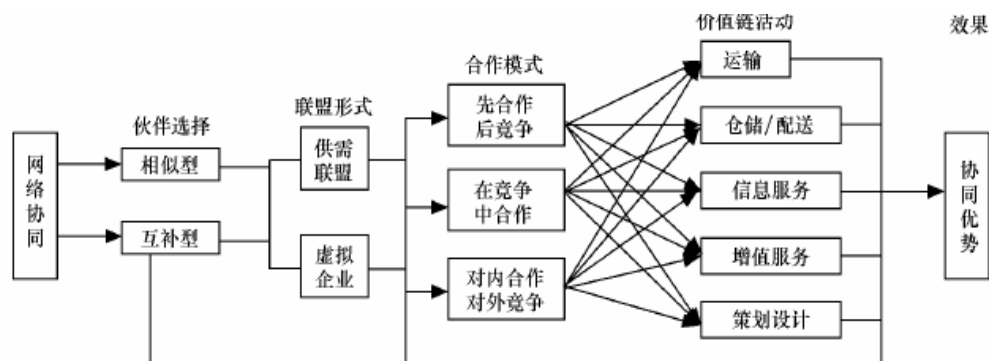 网络协同
伙伴选择
相似型
互补型
联盟形式
供需
联盟
虚拟
企业
合作模式
先合作
后竞争
在竞争
中合作
对内合作
对外竞争
价值链活动
运输
仓储/配送
信息服务
增值服务
策划设计
效果
协同优势